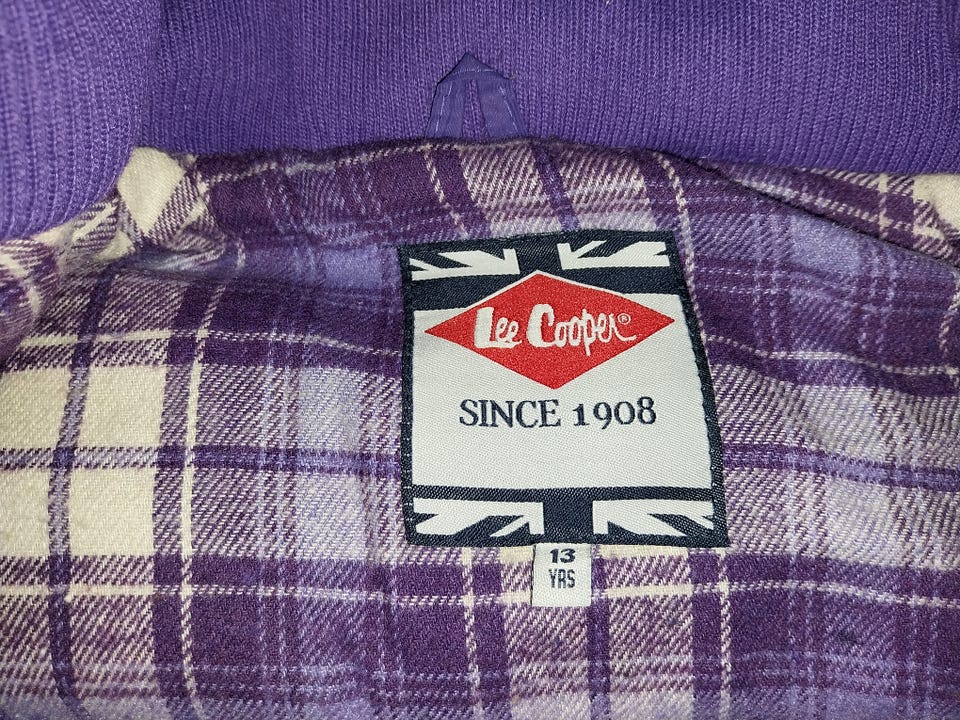 Lee Cooper®
SINCE 1908
13
YRS